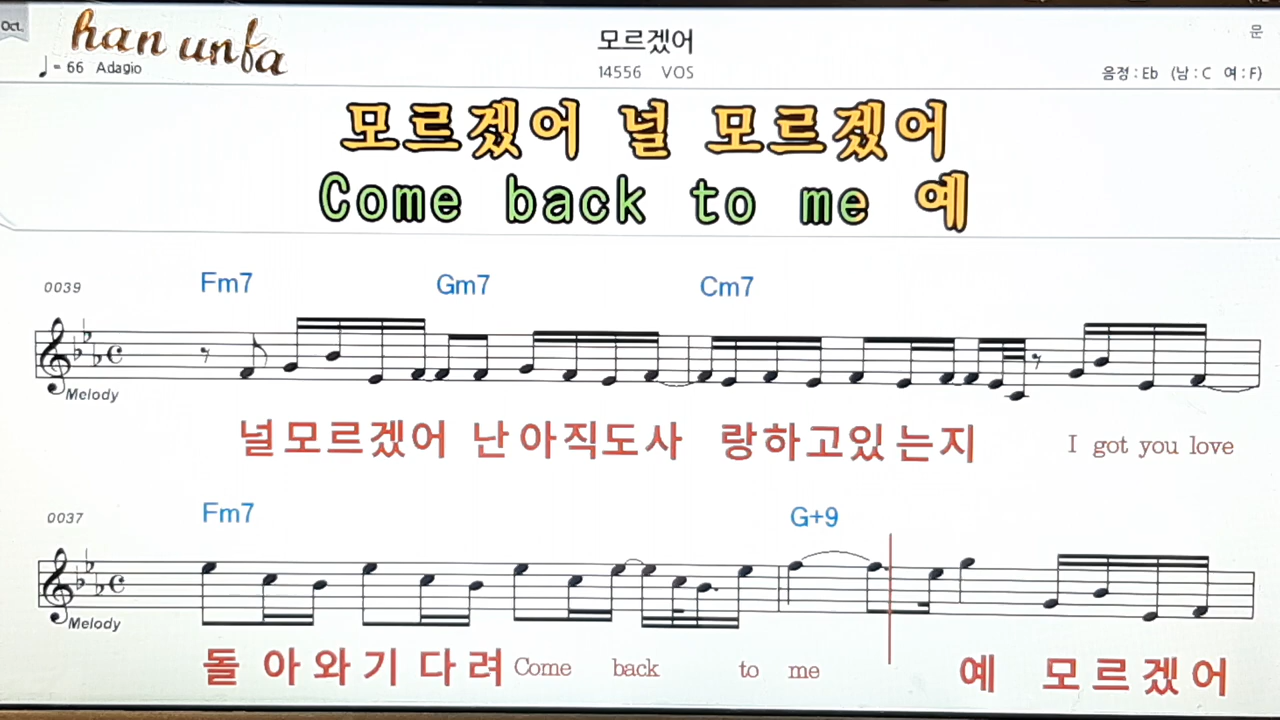 Oct.
han unfa
모르겠어
문
♩= 66 Adagio
14556 VOS
음정 : Eb (남 : C 여 : F)
모르겠어 널 모르겠어
Come back to me 예
0039 Fm7 Gm7 Cm7
Melody
널모르겠어 난아직도사 랑하고있는지 I got you love
0037 Fm7 G+9
Melody
돌아와기다려 Come back to me 예 모르겠어